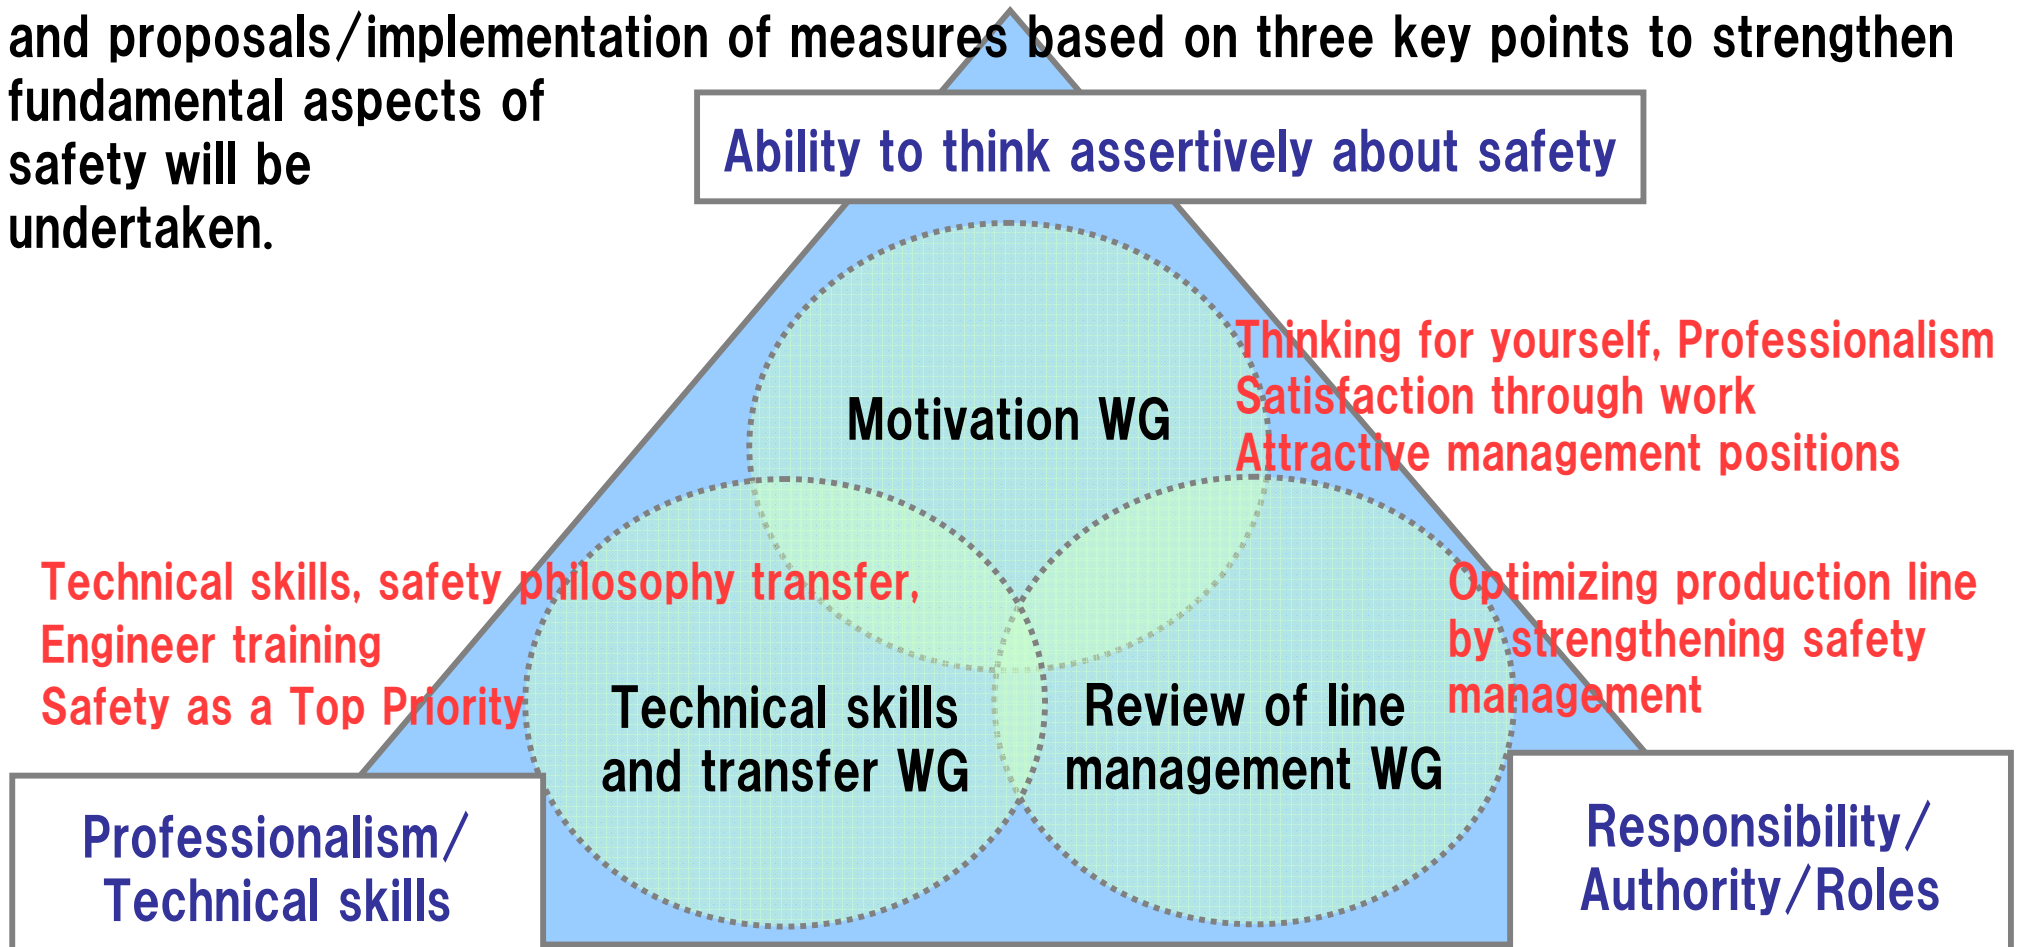 and proposals/implementation of measures based on three key points to strengthen
fundamental aspects of
safety will be
undertaken.
Ability to think assertively about safety
Thinking for yourself, Professionalism
Satisfaction through work
Attractive management positions
Motivation WG
Technical skills, safety philosophy transfer,
Engineer training
Safety as a Top Priority
Optimizing production line
by strengthening safety
management
Technical skills
and transfer WG
Review of line
management WG
Professionalism/
Technical skills
Responsibility/
Authority/Roles